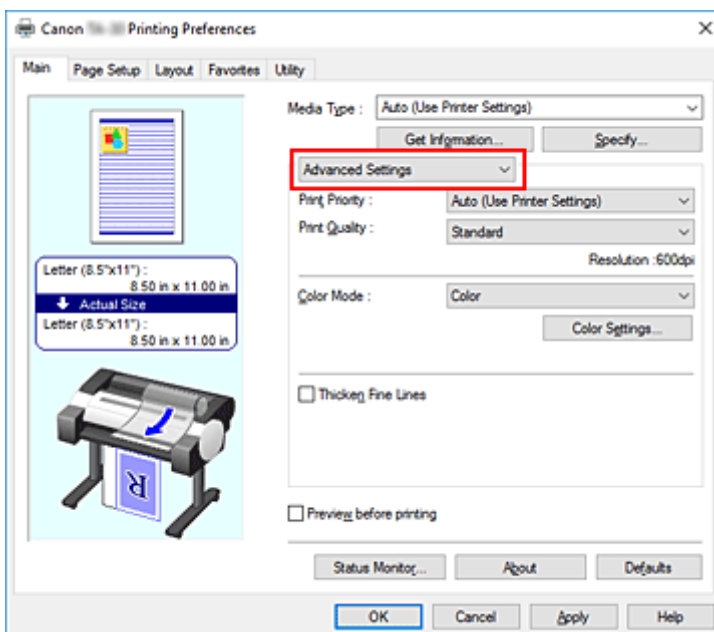 Canon Printing Preferences
Main Page Setup Layout Favorites Utility
Media Type : Auto (Use Printer Settings)
Get Information... Specify...
Advanced Settings
Print Priority : Auto (Use Printer Settings)
Print Quality : Standard
Resolution :600dpi
Letter (8.5"x11") :
8.50 in x 11.00 in
Actual Size
Letter (8.5"x11") :
8.50 in x 11.00 in
Color Mode : Color
Color Settings...
Thicken Fine Lines
R
Preview before printing
Status Monitor... About Defaults
OK Cancel Apply Help